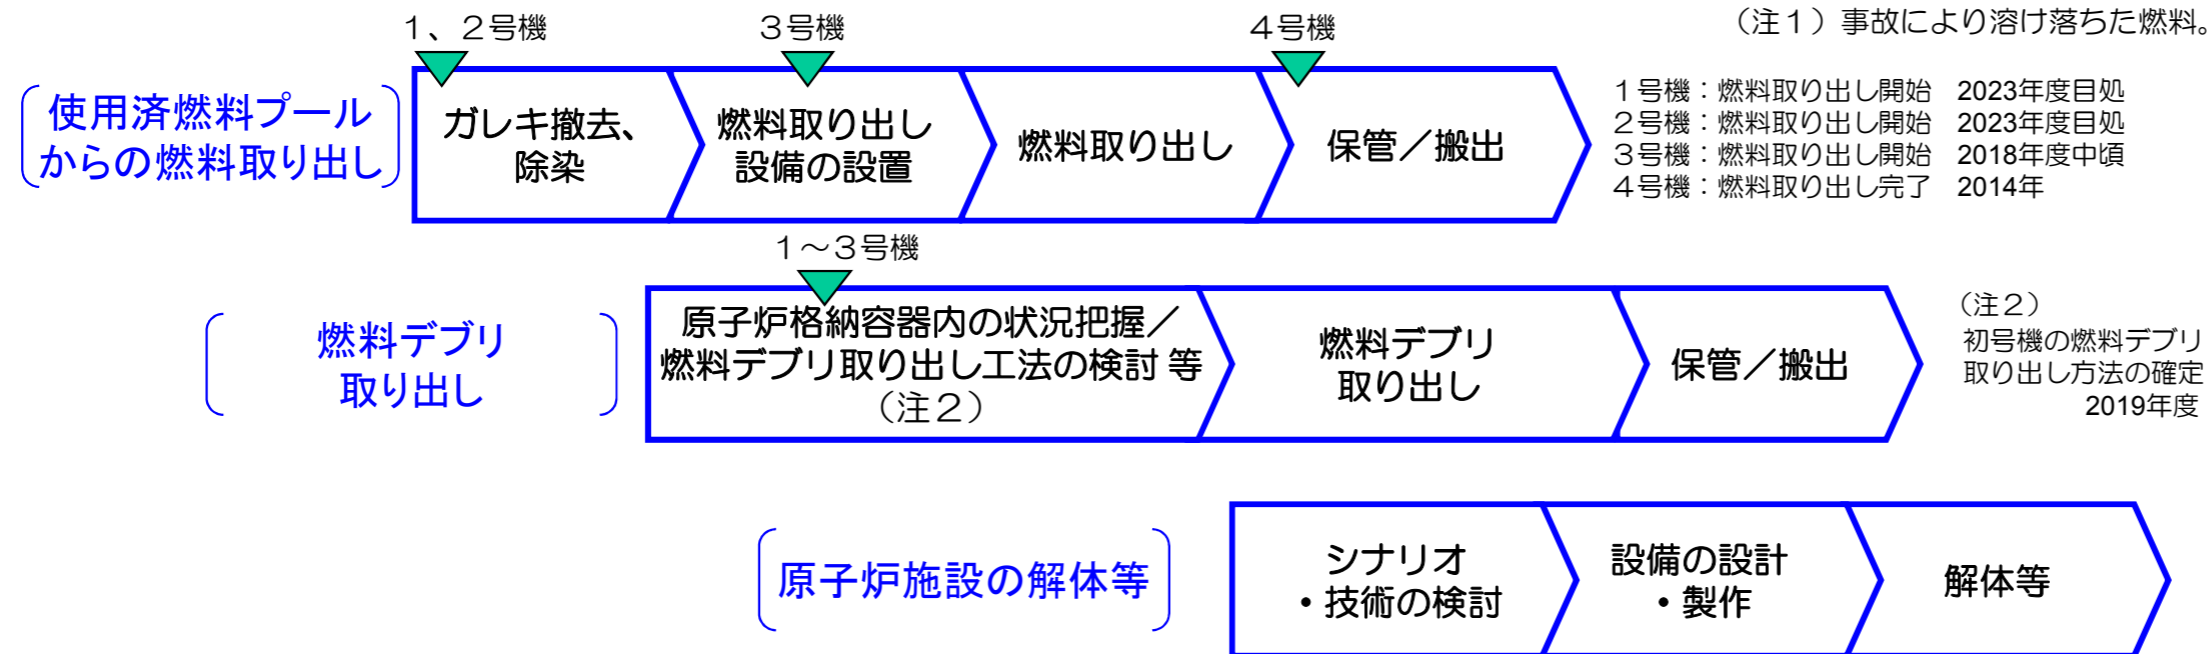 （注１）事故により溶け落ちた燃料。
１、２号機
３号機
４号機
使用済燃料プール
からの燃料取り出し
ガレキ撤去、
除染
燃料取り出し
設備の設置
燃料取り出し
保管／搬出
１号機：燃料取り出し開始　2023年度目処
２号機：燃料取り出し開始　2023年度目処
３号機：燃料取り出し開始　2018年度中頃
４号機：燃料取り出し完了　2014年
１～３号機
燃料デブリ
取り出し
原子炉格納容器内の状況把握／
燃料デブリ取り出し工法の検討 等
（注２）
燃料デブリ
取り出し
保管／搬出
（注２）
初号機の燃料デブリ
取り出し方法の確定
2019年度
原子炉施設の解体等
シナリオ
・技術の検討
設備の設計
・製作
解体等